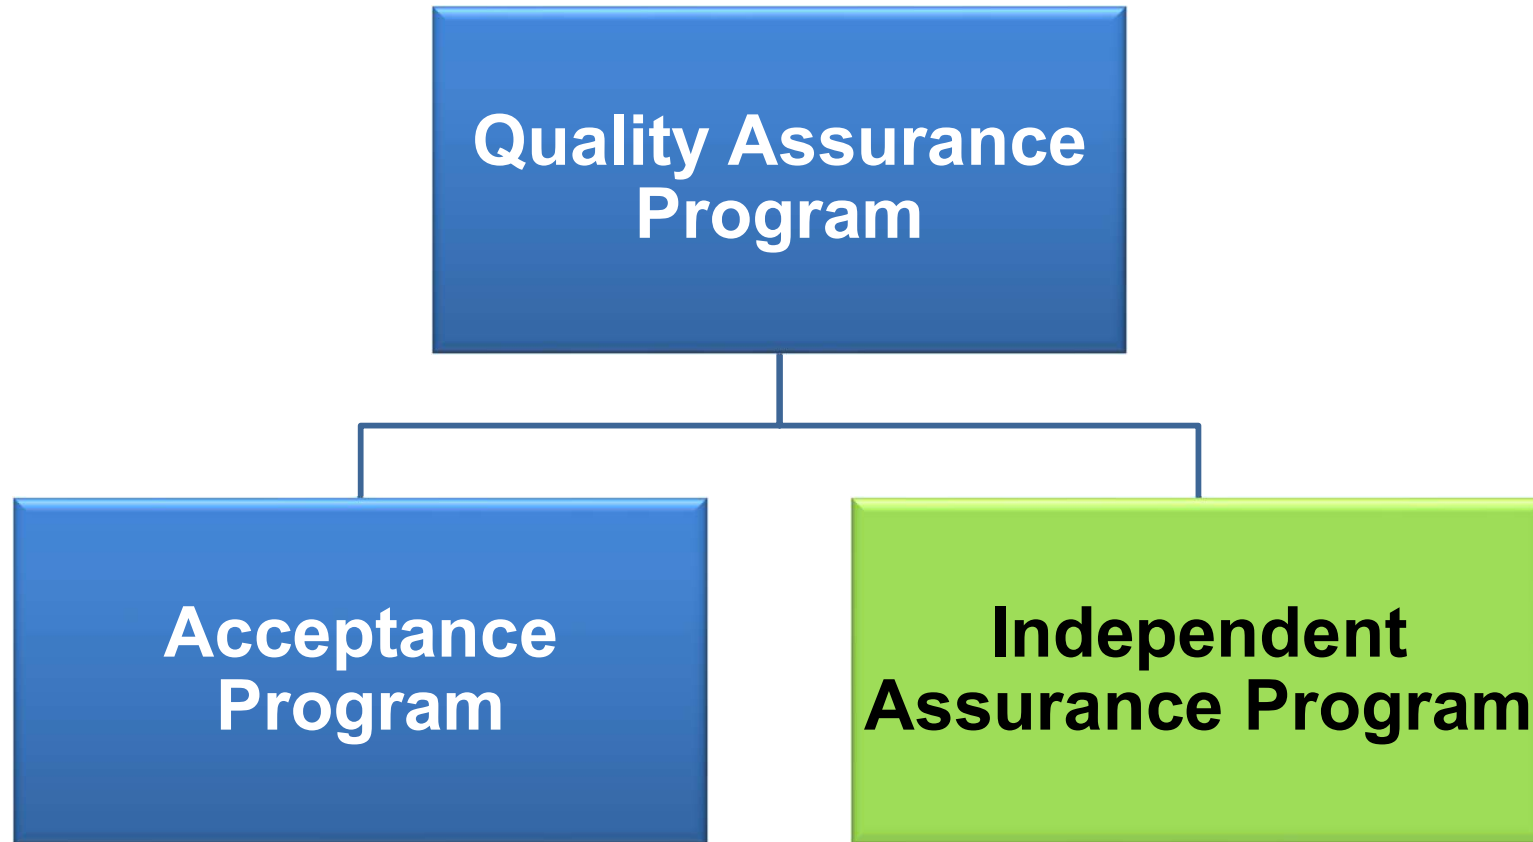 Quality Assurance
Program
Acceptance
Program
Independent
Assurance Program